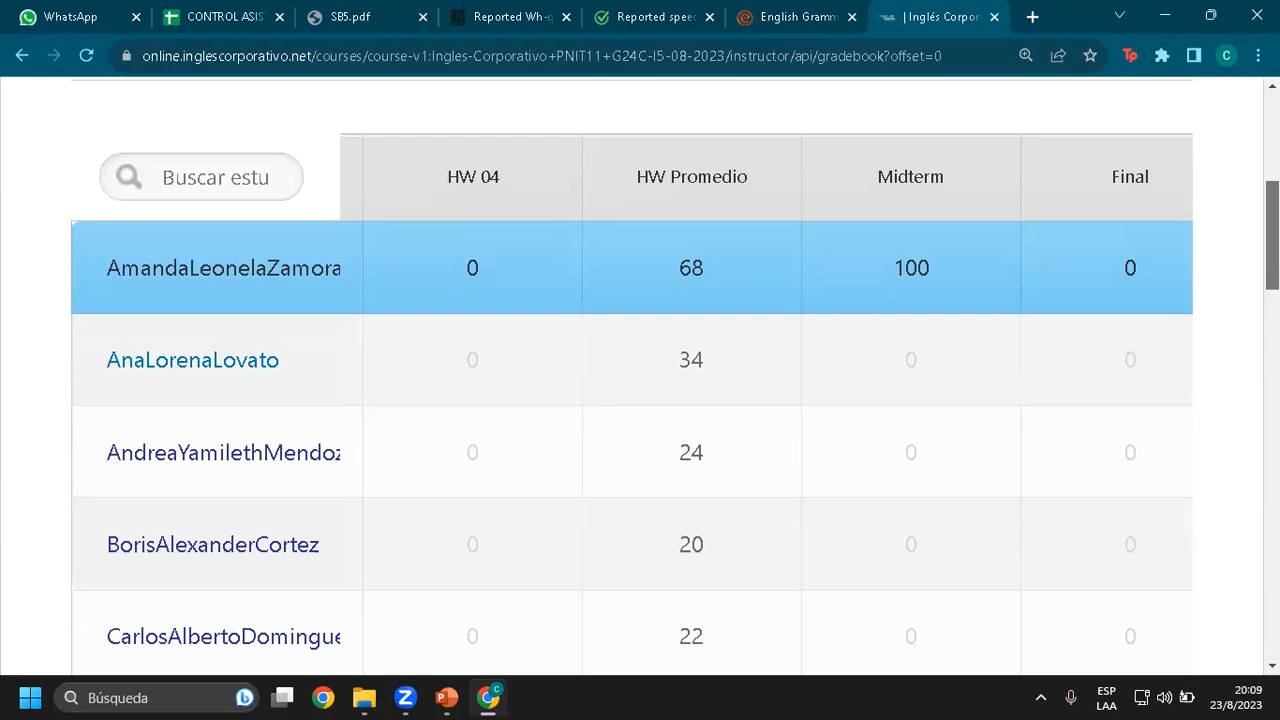 WhatsApp
CONTROL ASIS
SB5.pdf
Reported Wh-q
Reported speec
English Gramm
| Inglés Corpor
online.inglescorporativo.net/courses/course-v1:Ingles-Corporativo+PNIT11+G24C-I5-08-2023/instructor/api/gradebook?offset=0
C
Buscar estu
HW 04
HW Promedio
Midterm
Final
AmandaLeonelaZamora
0
68
100
0
AnaLorenaLovato
0
34
0
0
AndreaYamilethMendoz
0
24
0
0
BorisAlexanderCortez
0
20
0
0
CarlosAlbertoDomingue
0
22
0
0
Búsqueda
ESP
LAA
20:09
23/8/2023